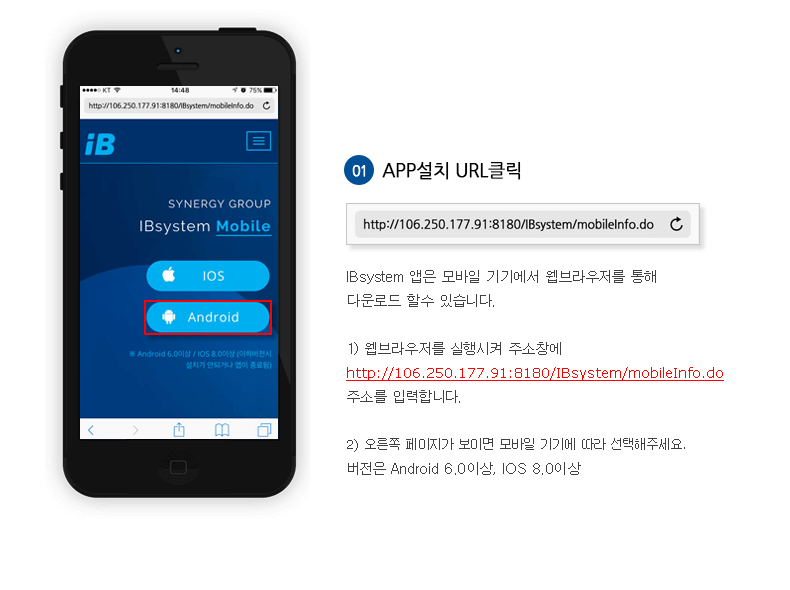 KT 14:48 75%
http://106.250.177.91:8180/IBsystem/mobileInfo.do
iB
SYNERGY GROUP
IBsystem Mobile
IOS
Android
※ Android 6.0이상 / IOS 8.0이상 (이하버전시
설치가 안되거나 앱이 종료됨)
01 APP설치 URL클릭
http://106.250.177.91:8180/IBsystem/mobileInfo.do
IBsystem 앱은 모바일 기기에서 웹브라우저를 통해
다운로드 할수 있습니다.
1) 웹브라우저를 실행시켜 주소창에
http://106.250.177.91:8180/IBsystem/mobileInfo.do
주소를 입력합니다.
2) 오른쪽 페이지가 보이면 모바일 기기에 따라 선택해주세요.
버전은 Android 6.0이상, IOS 8.0이상